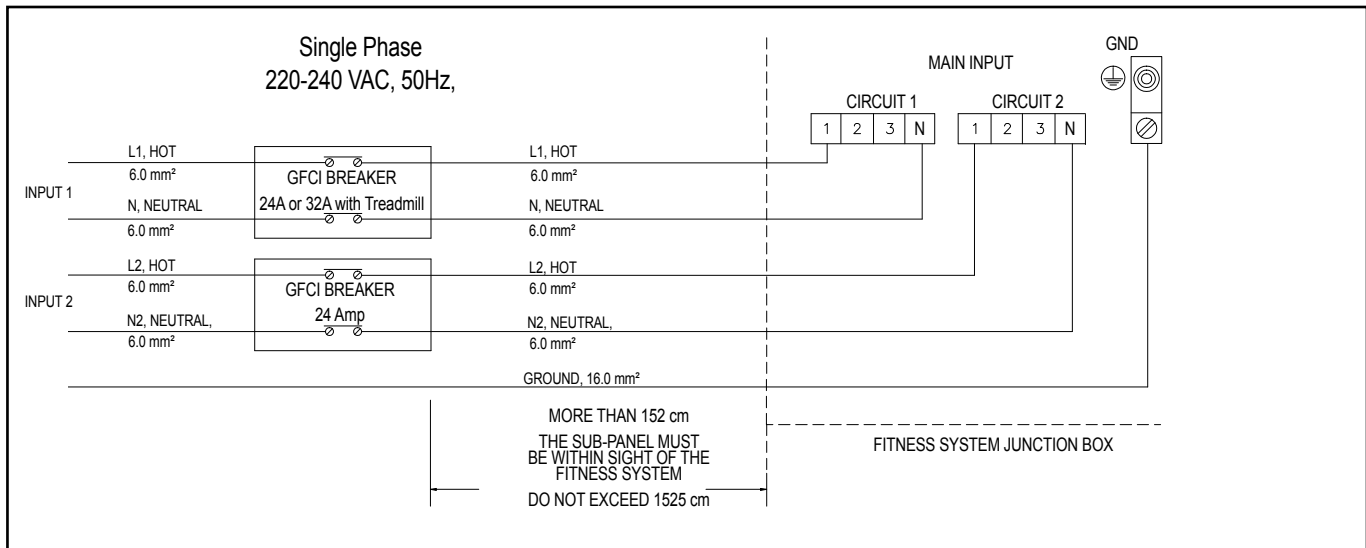 Single Phase
220-240 VAC, 50Hz,
MAIN INPUT
GND
CIRCUIT 1
CIRCUIT 2
1 2 3 N
1 2 3 N
INPUT 1
L1, HOT
6.0 mm²
N, NEUTRAL
6.0 mm²
GFCI BREAKER
24A or 32A with Treadmill
L1, HOT
6.0 mm²
N, NEUTRAL
6.0 mm²
INPUT 2
L2, HOT
6.0 mm²
N2, NEUTRAL,
6.0 mm²
GFCI BREAKER
24 Amp
L2, HOT
6.0 mm²
N2, NEUTRAL,
6.0 mm²
GROUND, 16.0 mm²
MORE THAN 152 cm
THE SUB-PANEL MUST
BE WITHIN SIGHT OF THE
FITNESS SYSTEM
DO NOT EXCEED 1525 cm
FITNESS SYSTEM JUNCTION BOX